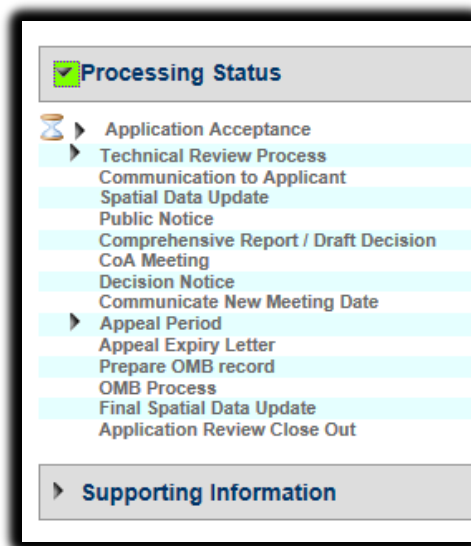 Processing Status
Application Acceptance
Technical Review Process
Communication to Applicant
Spatial Data Update
Public Notice
Comprehensive Report / Draft Decision
CoA Meeting
Decision Notice
Communicate New Meeting Date
Appeal Period
Appeal Expiry Letter
Prepare OMB record
OMB Process
Final Spatial Data Update
Application Review Close Out
Supporting Information